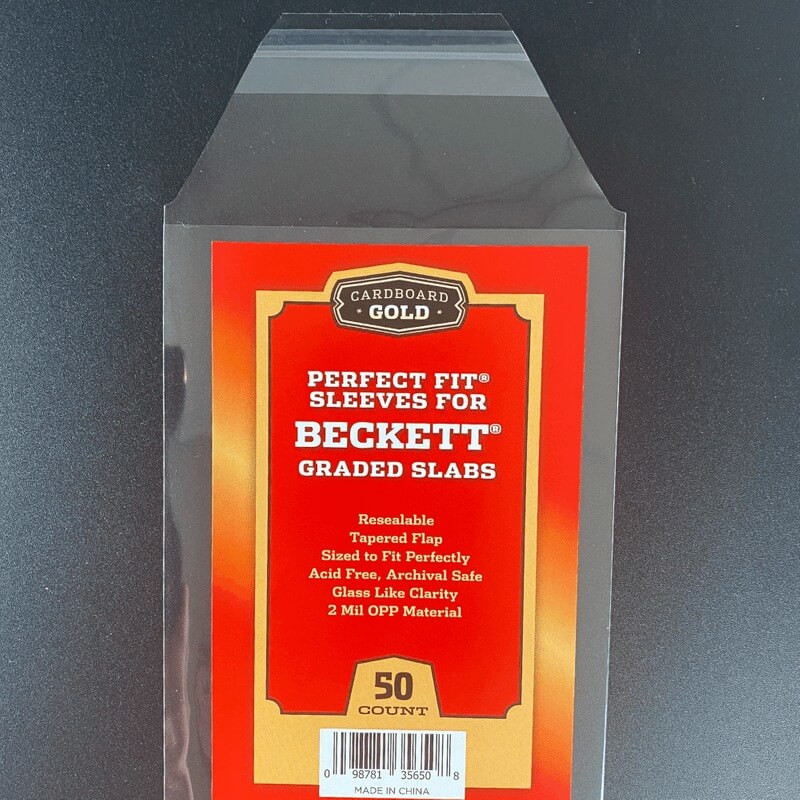 CARDBOARD
GOLD
PERFECT FIT®
SLEEVES FOR
BECKETT®
GRADED SLABS
Resealable
Tapered Flap
Sized to Fit Perfectly
Acid Free, Archival Safe
Glass Like Clarity
2 Mil OPP Material
50
COUNT
0 98781 35650 8
MADE IN CHINA